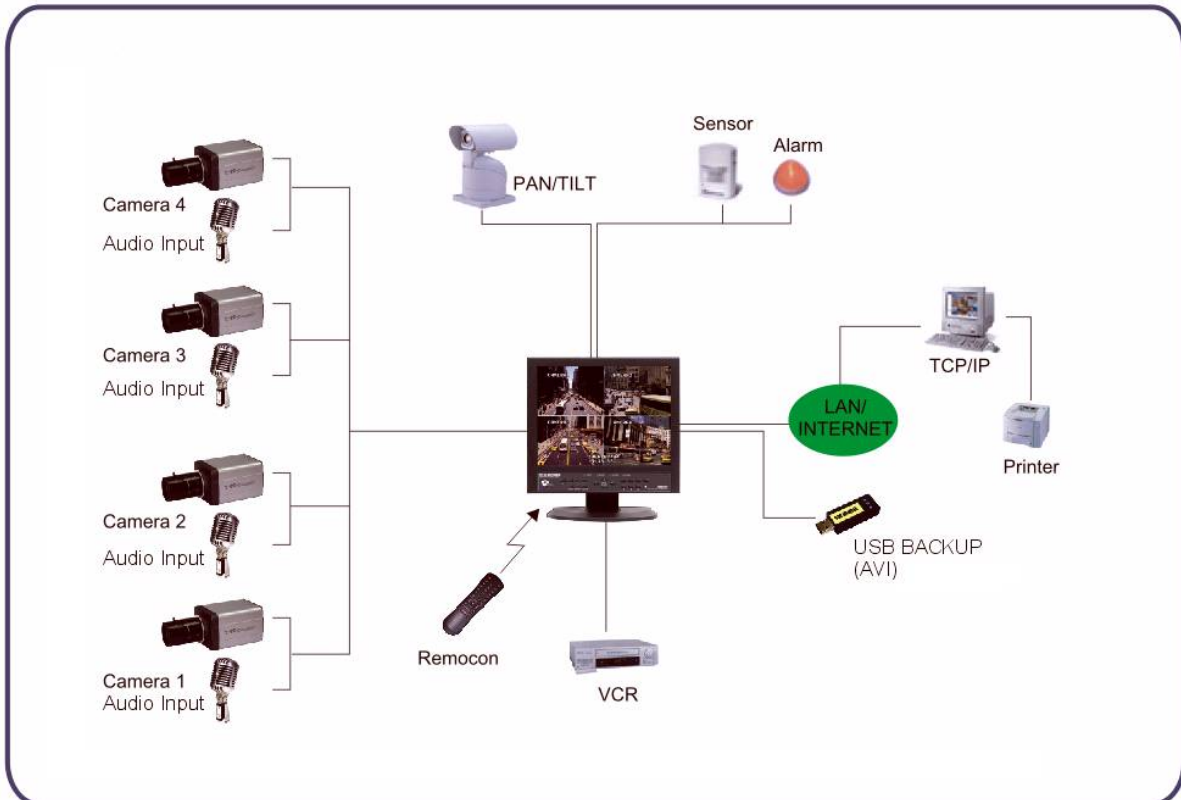 Sensor
Alarm
PAN/TILT
Camera 4
Audio Input
Camera 3
Audio Input
TCP/IP
LAN/
INTERNET
Printer
Camera 2
Audio Input
USB BACKUP
(AVI)
Remocon
VCR
Camera 1
Audio Input